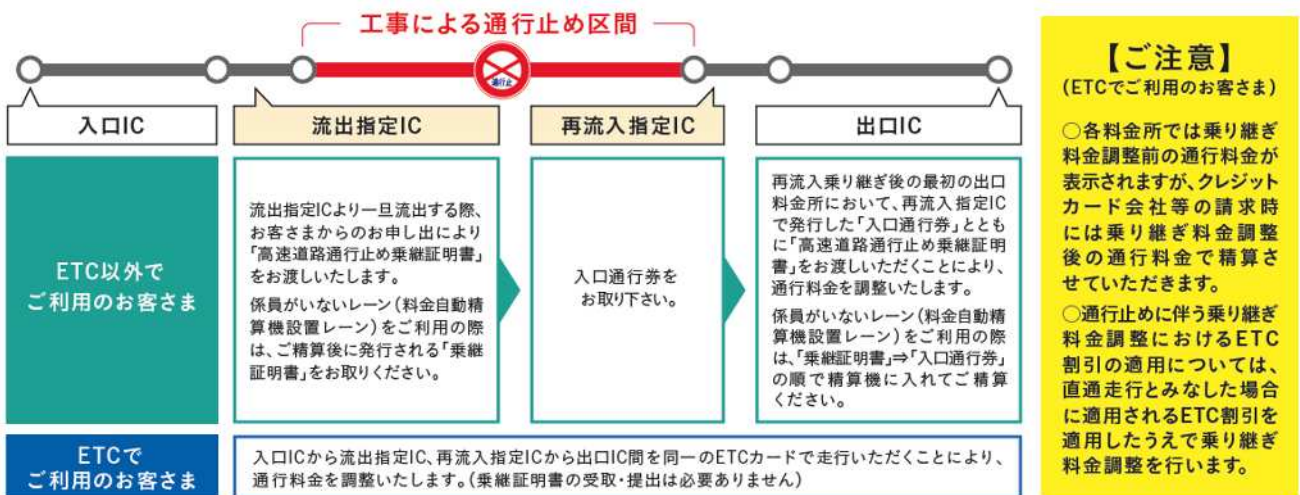 工事による通行止め区間
通行止
入口IC
流出指定IC
再流入指定IC
出口IC
ETC以外で
ご利用のお客さま
流出指定ICより一旦流出する際、
お客さまからのお申し出により
「高速道路通行止め乗継証明書」
をお渡しいたします。
係員がいないレーン(料金自動精
算機設置レーン)をご利用の際
は、ご精算後に発行される「乗継
証明書」をお取りください。
入口通行券を
お取り下さい。
再流入乗り継ぎ後の最初の出口
料金所において、再流入指定IC
で発行した「入口通行券」ととも
に「高速道路通行止め乗継証明
書」をお渡しいただくことにより、
通行料金を調整いたします。
係員がいないレーン(料金自動精
算機設置レーン)をご利用の際
は、「乗継証明書」⇒「入口通行券」
の順で精算機に入れてご精算
ください。
ETCで
ご利用のお客さま
入口ICから流出指定IC、再流入指定ICから出口IC間を同一のETCカードで走行いただくことにより、
通行料金を調整いたします。(乗継証明書の受取・提出は必要ありません)
【ご注意】
(ETCでご利用のお客さま)
○各料金所では乗り継ぎ
料金調整前の通行料金が
表示されますが、クレジット
カード会社等の請求時
には乗り継ぎ料金調整
後の通行料金で精算さ
せていただきます。
○通行止めに伴う乗り継ぎ
料金調整におけるETC
割引の適用については、
直通走行とみなした場合
に適用されるETC割引を
適用したうえで乗り継ぎ
料金調整を行います。